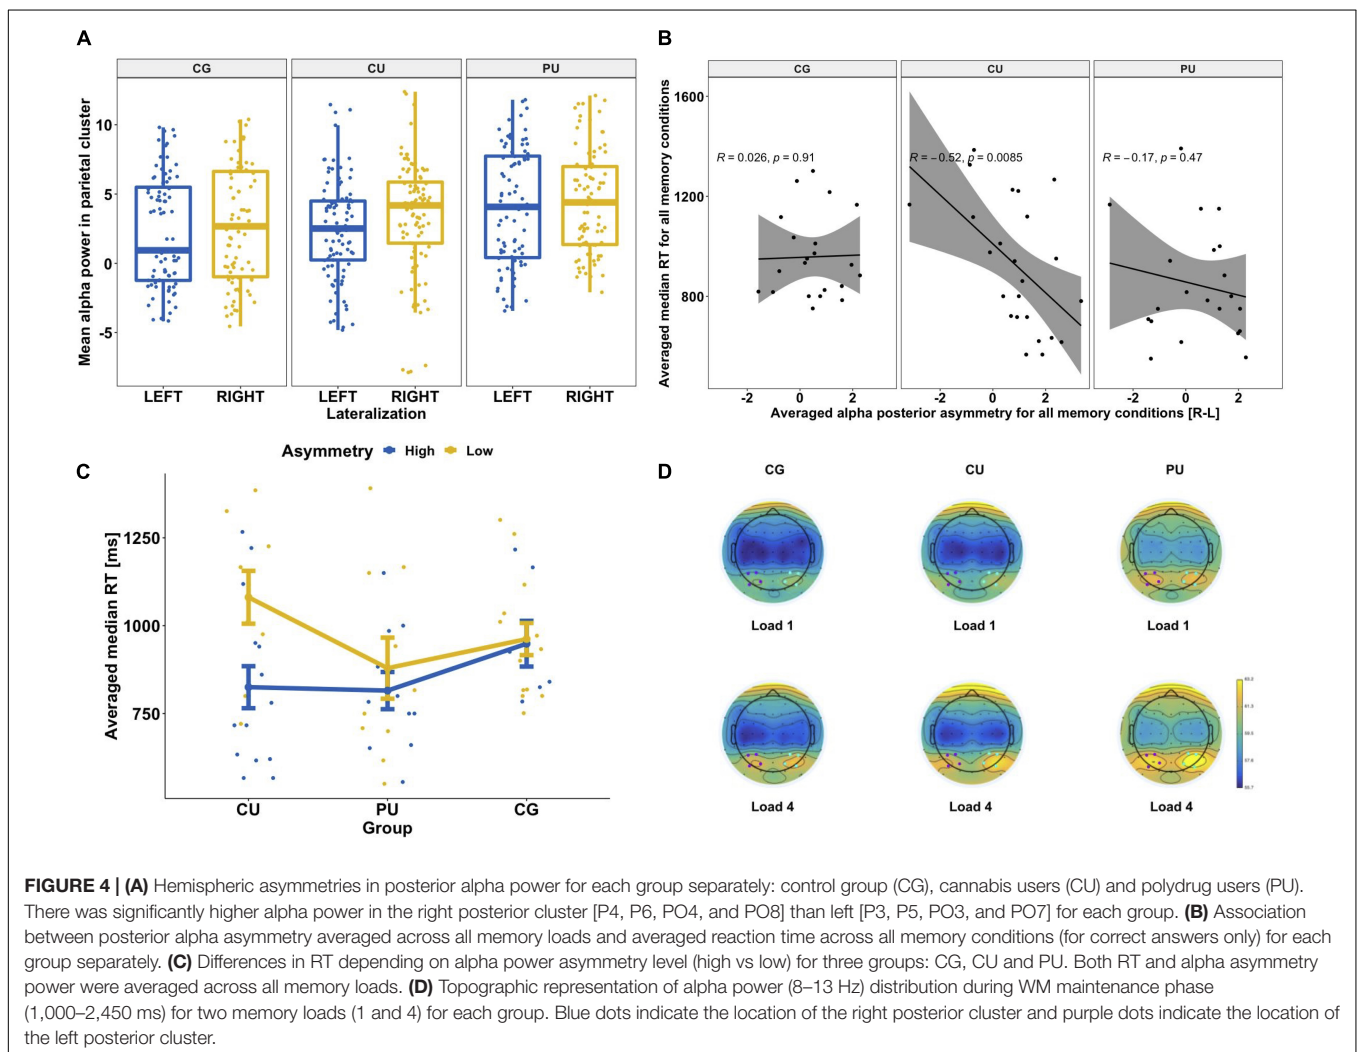 A
CG CU PU
Mean alpha power in parietal cluster
10
5
0
-5
LEFT RIGHT LEFT RIGHT LEFT RIGHT
Lateralization
B
CG CU PU
Averaged median RT for all memory conditions
1600
1200
800
R = 0.026, p = 0.91
R = −0.52, p = 0.0085
R = −0.17, p = 0.47
-2 0 2 -2 0 2 -2 0 2
Averaged alpha posterior asymmetry for all memory conditions [R-L]
Asymmetry High Low
C
Averaged median RT [ms]
1250
1000
750
CU PU CG
Group
D
CG CU PU
Load 1 Load 1 Load 1
Load 4 Load 4 Load 4
FIGURE 4 | (A) Hemispheric asymmetries in posterior alpha power for each group separately: control group (CG), cannabis users (CU) and polydrug users (PU).
There was significantly higher alpha power in the right posterior cluster [P4, P6, PO4, and PO8] than left [P3, P5, PO3, and PO7] for each group. (B) Association
between posterior alpha asymmetry averaged across all memory loads and averaged reaction time across all memory conditions (for correct answers only) for each
group separately. (C) Differences in RT depending on alpha power asymmetry level (high vs low) for three groups: CG, CU and PU. Both RT and alpha asymmetry
power were averaged across all memory loads. (D) Topographic representation of alpha power (8–13 Hz) distribution during WM maintenance phase
(1,000–2,450 ms) for two memory loads (1 and 4) for each group. Blue dots indicate the location of the right posterior cluster and purple dots indicate the location of
the left posterior cluster.